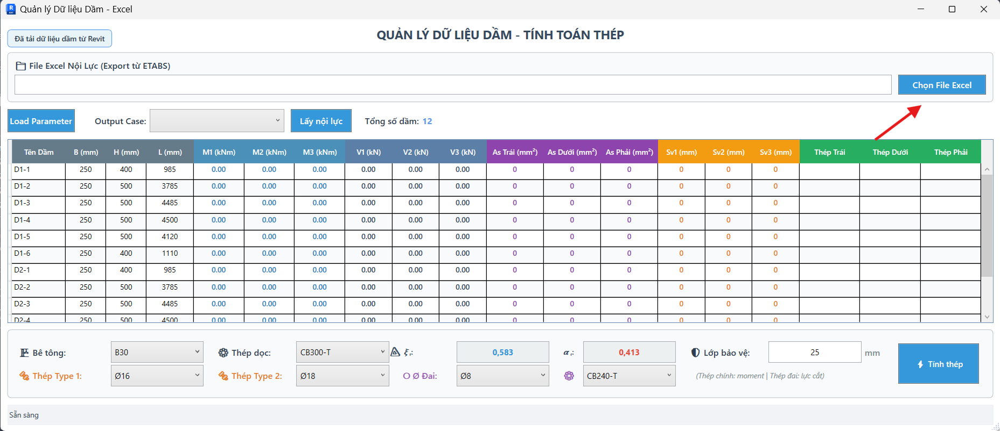 Quản lý Dữ liệu Dầm - Excel
Đã tải dữ liệu dầm từ Revit
QUẢN LÝ DỮ LIỆU DẦM - TÍNH TOÁN THÉP
File Excel Nội Lực (Export từ ETABS)
Chọn File Excel
Load Parameter Output Case: Lấy nội lực Tổng số dầm: 12
Tên Dầm B (mm) H (mm) L (mm) M1 (kNm) M2 (kNm) M3 (kNm) V1 (kN) V2 (kN) V3 (kN) As Trái (mm²) As Dưới (mm²) As Phải (mm²) Sv1 (mm) Sv2 (mm) Sv3 (mm) Thép Trái Thép Dưới Thép Phải
D1-1 250 400 985 0.00 0.00 0.00 0.00 0.00 0.00 0 0 0 0 0 0
D1-2 250 500 3785 0.00 0.00 0.00 0.00 0.00 0.00 0 0 0 0 0 0
D1-3 250 500 4485 0.00 0.00 0.00 0.00 0.00 0.00 0 0 0 0 0 0
D1-4 250 500 4500 0.00 0.00 0.00 0.00 0.00 0.00 0 0 0 0 0 0
D1-5 250 500 4120 0.00 0.00 0.00 0.00 0.00 0.00 0 0 0 0 0 0
D1-6 250 400 1110 0.00 0.00 0.00 0.00 0.00 0.00 0 0 0 0 0 0
D2-1 250 400 985 0.00 0.00 0.00 0.00 0.00 0.00 0 0 0 0 0 0
D2-2 250 500 3785 0.00 0.00 0.00 0.00 0.00 0.00 0 0 0 0 0 0
D2-3 250 500 4485 0.00 0.00 0.00 0.00 0.00 0.00 0 0 0 0 0 0
D2-4 250 500 4500 0.00 0.00 0.00 0.00 0.00 0.00 0 0 0 0 0 0
Bê tông: B30 Thép dọc: CB300-T ξᵣ: 0,583 αᵣ: 0,413 Lớp bảo vệ: 25 mm
Thép Type 1: Ø16 Thép Type 2: Ø18 Ø Đai: Ø8 CB240-T (Thép chính: moment | Thép đai: lực cắt)
Tính thép
Sẵn sàng